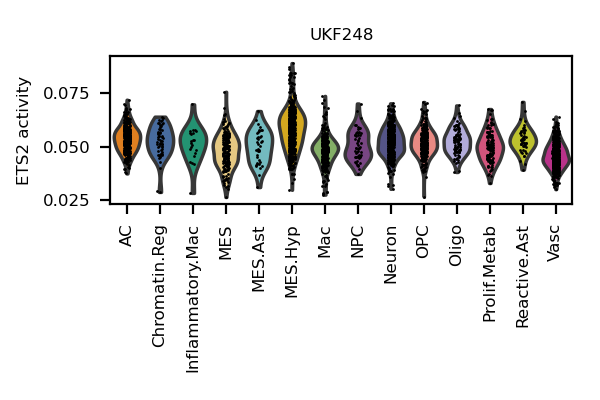 UKF248
ETS2 activity
0.075
0.050
0.025
AC
Chromatin.Reg
Inflammatory.Mac
MES
MES.Ast
MES.Hyp
Mac
NPC
Neuron
OPC
Oligo
Prolif.Metab
Reactive.Ast
Vasc